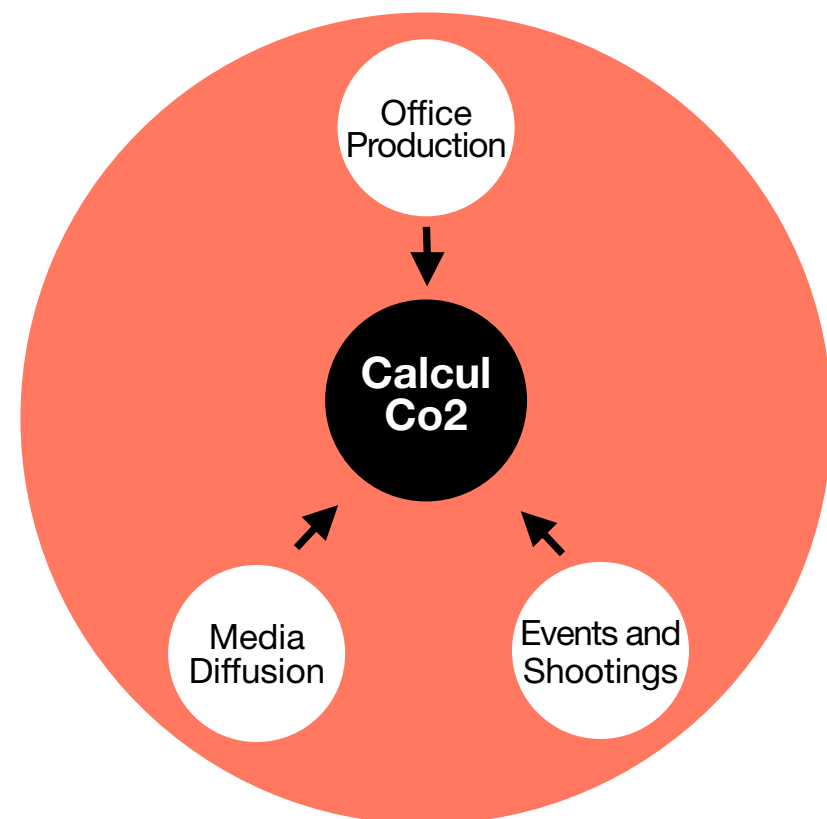 Office
Production
Calcul
Co2
Media
Diffusion
Events and
Shootings